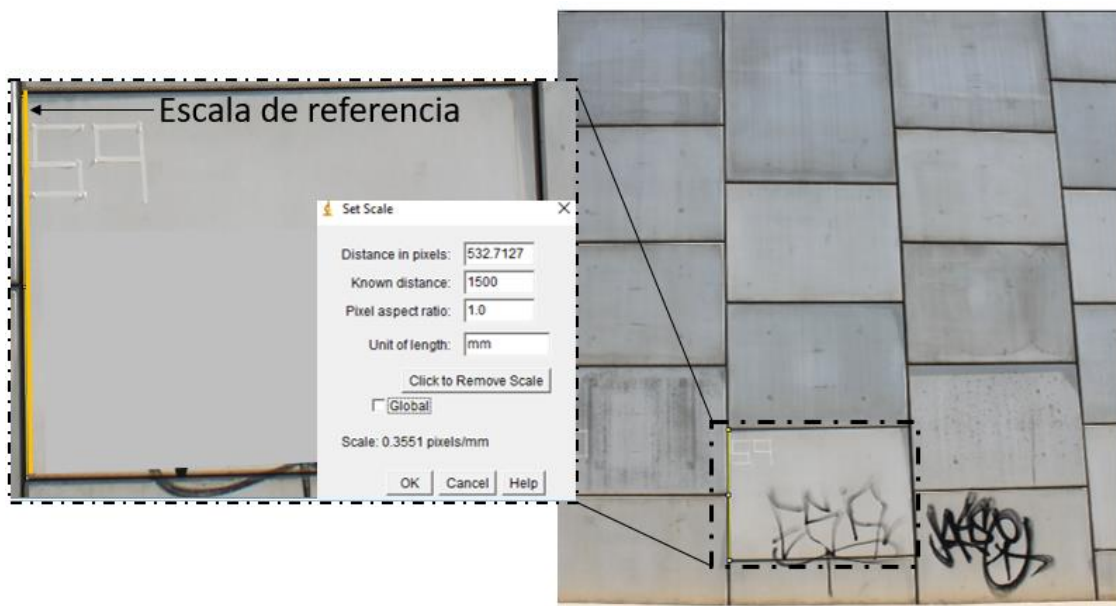 Escala de referencia
59
Set Scale
Distance in pixels: 532.7127
Known distance: 1500
Pixel aspect ratio: 1.0
Unit of length: mm
Click to Remove Scale
Global
Scale: 0.3551 pixels/mm
OK Cancel Help
59